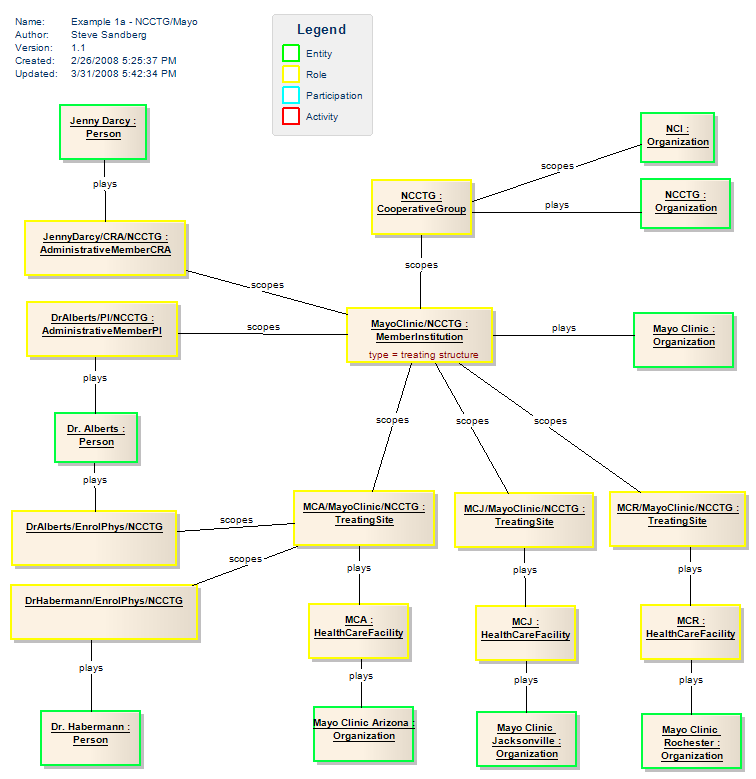 Name: Example 1a - NCCTG/Mayo
Author: Steve Sandberg
Version: 1.1
Created: 2/26/2008 5:25:37 PM
Updated: 3/31/2008 5:42:34 PM
Legend
Entity
Role
Participation
Activity
Jenny Darcy :
Person
NCI :
Organization
scopes
plays
NCCTG :
CooperativeGroup
plays
NCCTG :
Organization
JennyDarcy/CRA/NCCTG :
AdministrativeMemberCRA
scopes
scopes
DrAlberts/PI/NCCTG :
AdministrativeMemberPI
scopes
MayoClinic/NCCTG :
MemberInstitution
type = treating structure
plays
Mayo Clinic :
Organization
plays
Dr. Alberts :
Person
scopes
scopes
scopes
plays
DrAlberts/EnrolPhys/NCCTG
scopes
MCA/MayoClinic/NCCTG :
TreatingSite
MCJ/MayoClinic/NCCTG :
TreatingSite
MCR/MayoClinic/NCCTG :
TreatingSite
scopes
plays
plays
plays
DrHabermann/EnrolPhys/NCCTG
MCA :
HealthCareFacility
MCJ :
HealthCareFacility
MCR :
HealthCareFacility
plays
plays
plays
plays
Dr. Habermann :
Person
Mayo Clinic Arizona :
Organization
Mayo Clinic
Jacksonville :
Organization
Mayo Clinic
Rochester :
Organization